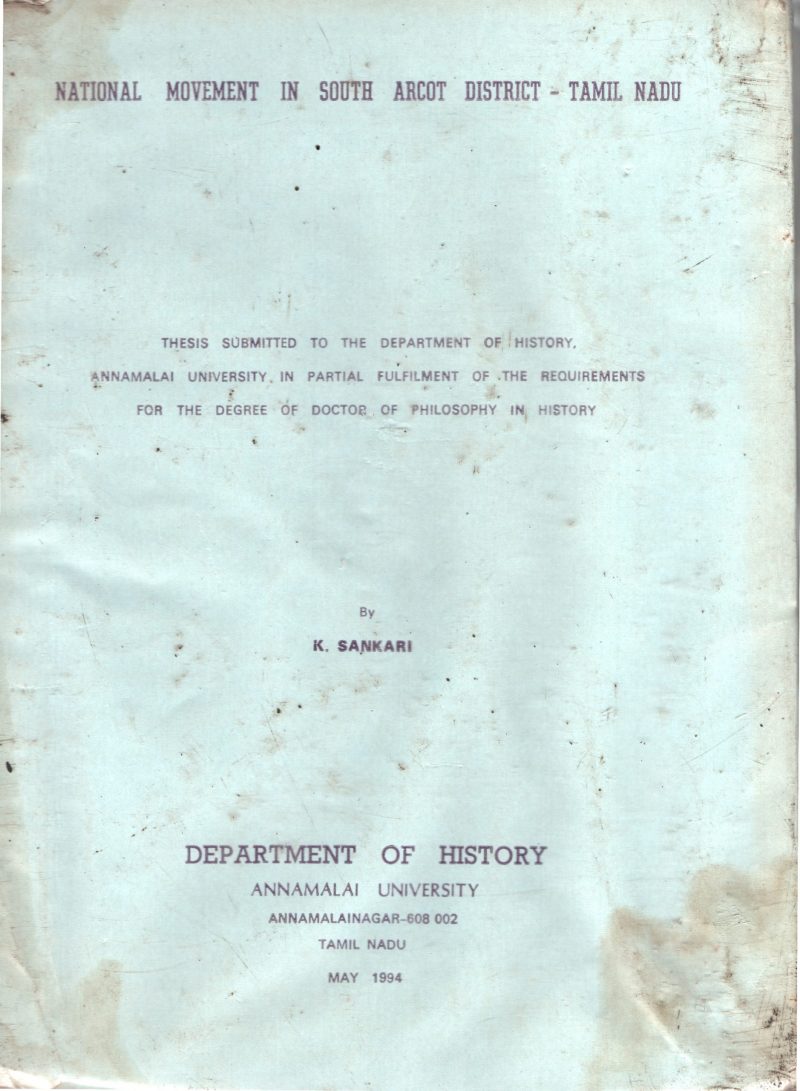 NATIONAL MOVEMENT IN SOUTH ARCOT DISTRICT - TAMIL NADU
THESIS SUBMITTED TO THE DEPARTMENT OF HISTORY,
ANNAMALAI UNIVERSITY, IN PARTIAL FULFILMENT OF THE REQUIREMENTS
FOR THE DEGREE OF DOCTOR OF PHILOSOPHY IN HISTORY
By
K. SANKARI
DEPARTMENT OF HISTORY
ANNAMALAI UNIVERSITY
ANNAMALAINAGAR-608 002
TAMIL NADU
MAY 1994